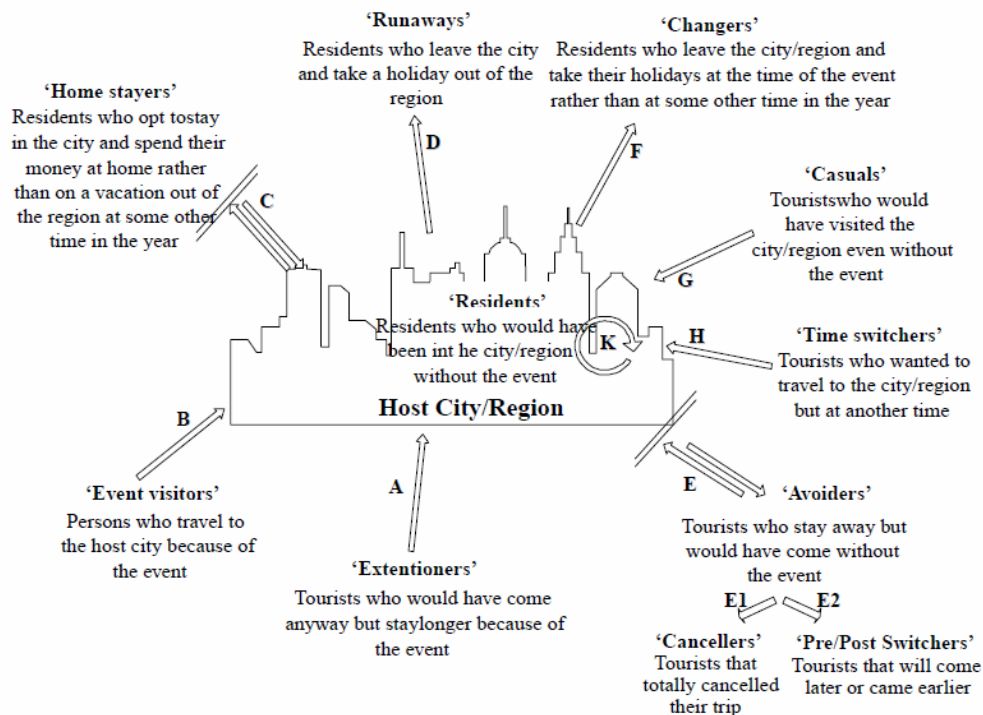 ‘Runaways’
Residents who leave the city
and take a holiday out of the
region
‘Changers’
Residents who leave the city/region and
take their holidays at the time of the event
rather than at some other time in the year
‘Home stayers’
Residents who opt tostay
in the city and spend their
money at home rather
than on a vacation out of
the region at some other
time in the year
D
F
C
‘Casuals’
Touristswho would
have visited the
city/region even without
the event
G
‘Residents’
Residents who would have
been int he city/region
without the event
K
Host City/Region
H
‘Time switchers’
Tourists who wanted to
travel to the city/region
but at another time
B
‘Event visitors’
Persons who travel to
the host city because of
the event
A
‘Extentioners’
Tourists who would have come
anyway but staylonger because of
the event
E
‘Avoiders’
Tourists who stay away but
would have come without
the event
E1
E2
‘Cancellers’
Tourists that
totally cancelled
their trip
‘Pre/Post Switchers’
Tourists that will come
later or came earlier